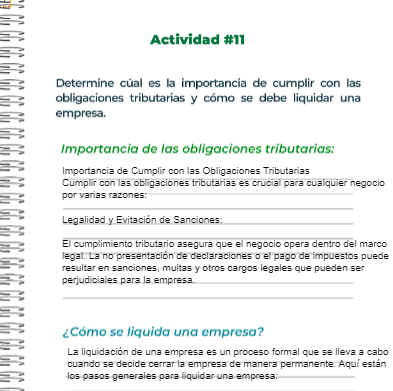 Actividad #11
Determine cúal es la importancia de cumplir con las
obligaciones tributarias y cómo se debe liquidar una
empresa.
Importancia de las obligaciones tributarias:
Importancia de Cumplir con las Obligaciones Tributarias
Cumplir con las obligaciones tributarias es crucial para cualquier negocio
por varias razones:
Legalidad y Evitación de Sanciones:
El cumplimiento tributario asegura que el negocio opera dentro del marco
legal. La no presentación de declaraciones o el pago de impuestos puede
resultar en sanciones, multas y otros cargos legales que pueden ser
perjudiciales para la empresa.
¿Cómo se liquida una empresa?
La liquidación de una empresa es un proceso formal que se lleva a cabo
cuando se decide cerrar la empresa de manera permanente. Aquí están
los pasos generales para liquidar una empresa: